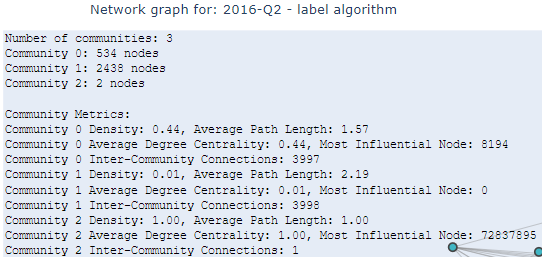 Network graph for: 2016-Q2 - label algorithm
Number of communities: 3
Community 0: 534 nodes
Community 1: 2438 nodes
Community 2: 2 nodes
Community Metrics:
Community 0 Density: 0.44, Average Path Length: 1.57
Community 0 Average Degree Centrality: 0.44, Most Influential Node: 8194
Community 0 Inter-Community Connections: 3997
Community 1 Density: 0.01, Average Path Length: 2.19
Community 1 Average Degree Centrality: 0.01, Most Influential Node: 0
Community 1 Inter-Community Connections: 3998
Community 2 Density: 1.00, Average Path Length: 1.00
Community 2 Average Degree Centrality: 1.00, Most Influential Node: 72837895
Community 2 Inter-Community Connections: 1